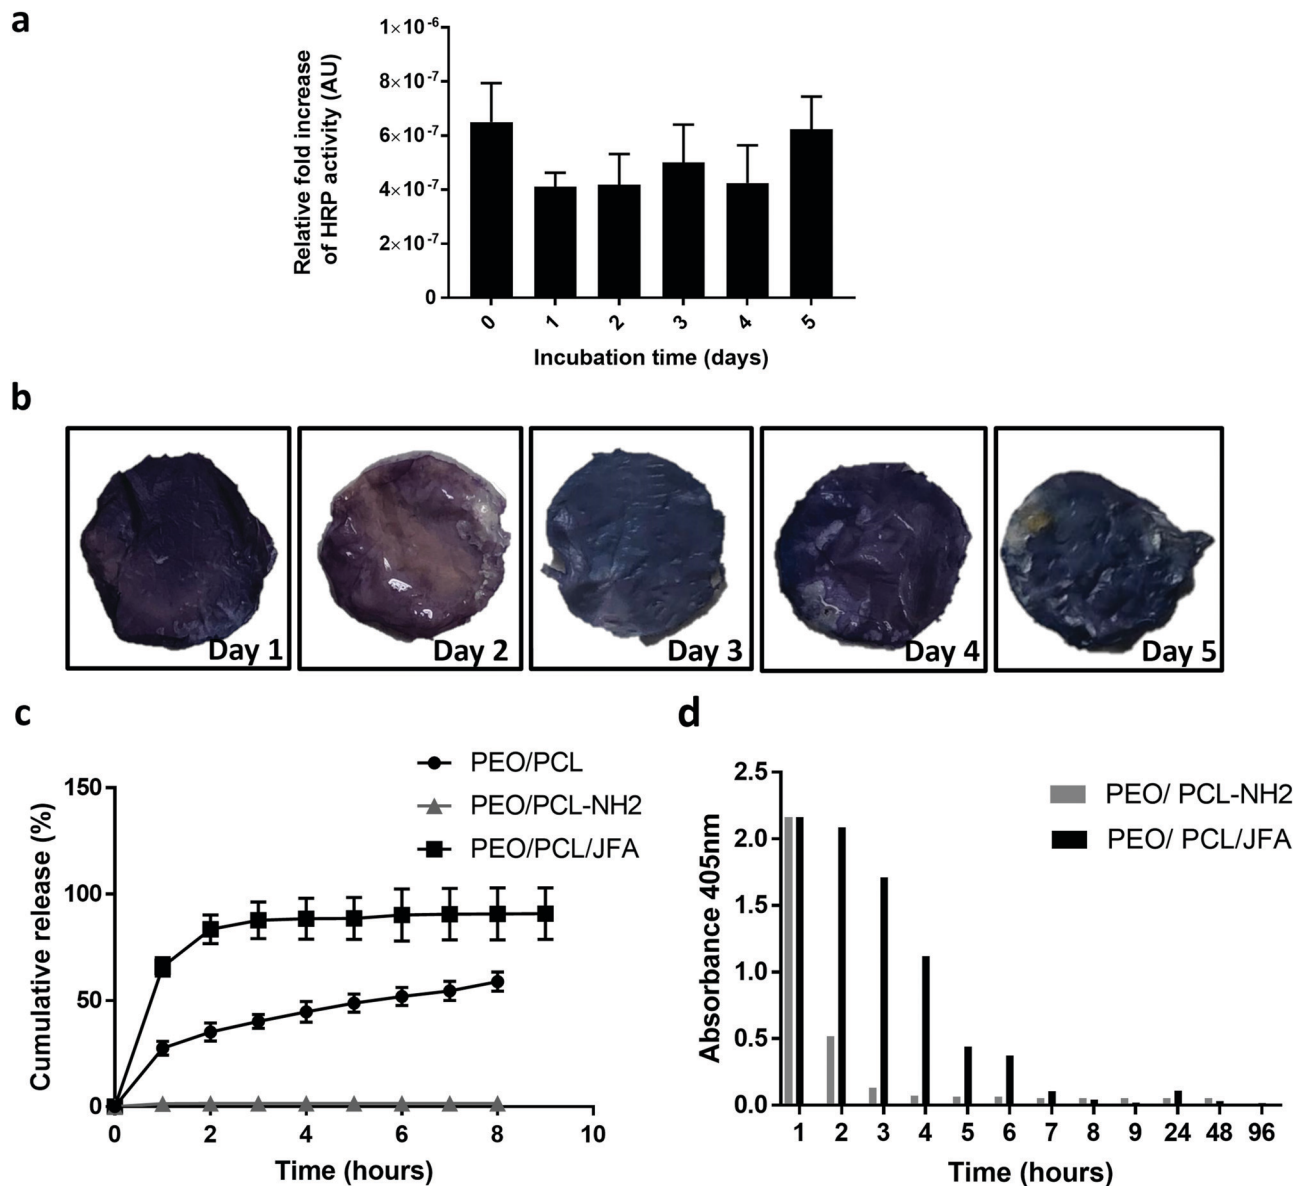 a
Relative fold increase
of HRP activity (AU)
1×10⁻⁶
8×10⁻⁷
6×10⁻⁷
4×10⁻⁷
2×10⁻⁷
0
0 1 2 3 4 5
Incubation time (days)
b
Day 1 Day 2 Day 3 Day 4 Day 5
c
PEO/PCL
PEO/PCL-NH2
PEO/PCL/JFA
Cumulative release (%)
150
100
50
0
0 2 4 6 8 10
Time (hours)
d
PEO/ PCL-NH2
PEO/ PCL/JFA
Absorbance 405nm
2.5
2.0
1.5
1.0
0.5
0.0
1 2 3 4 5 6 7 8 9 24 48 96
Time (hours)